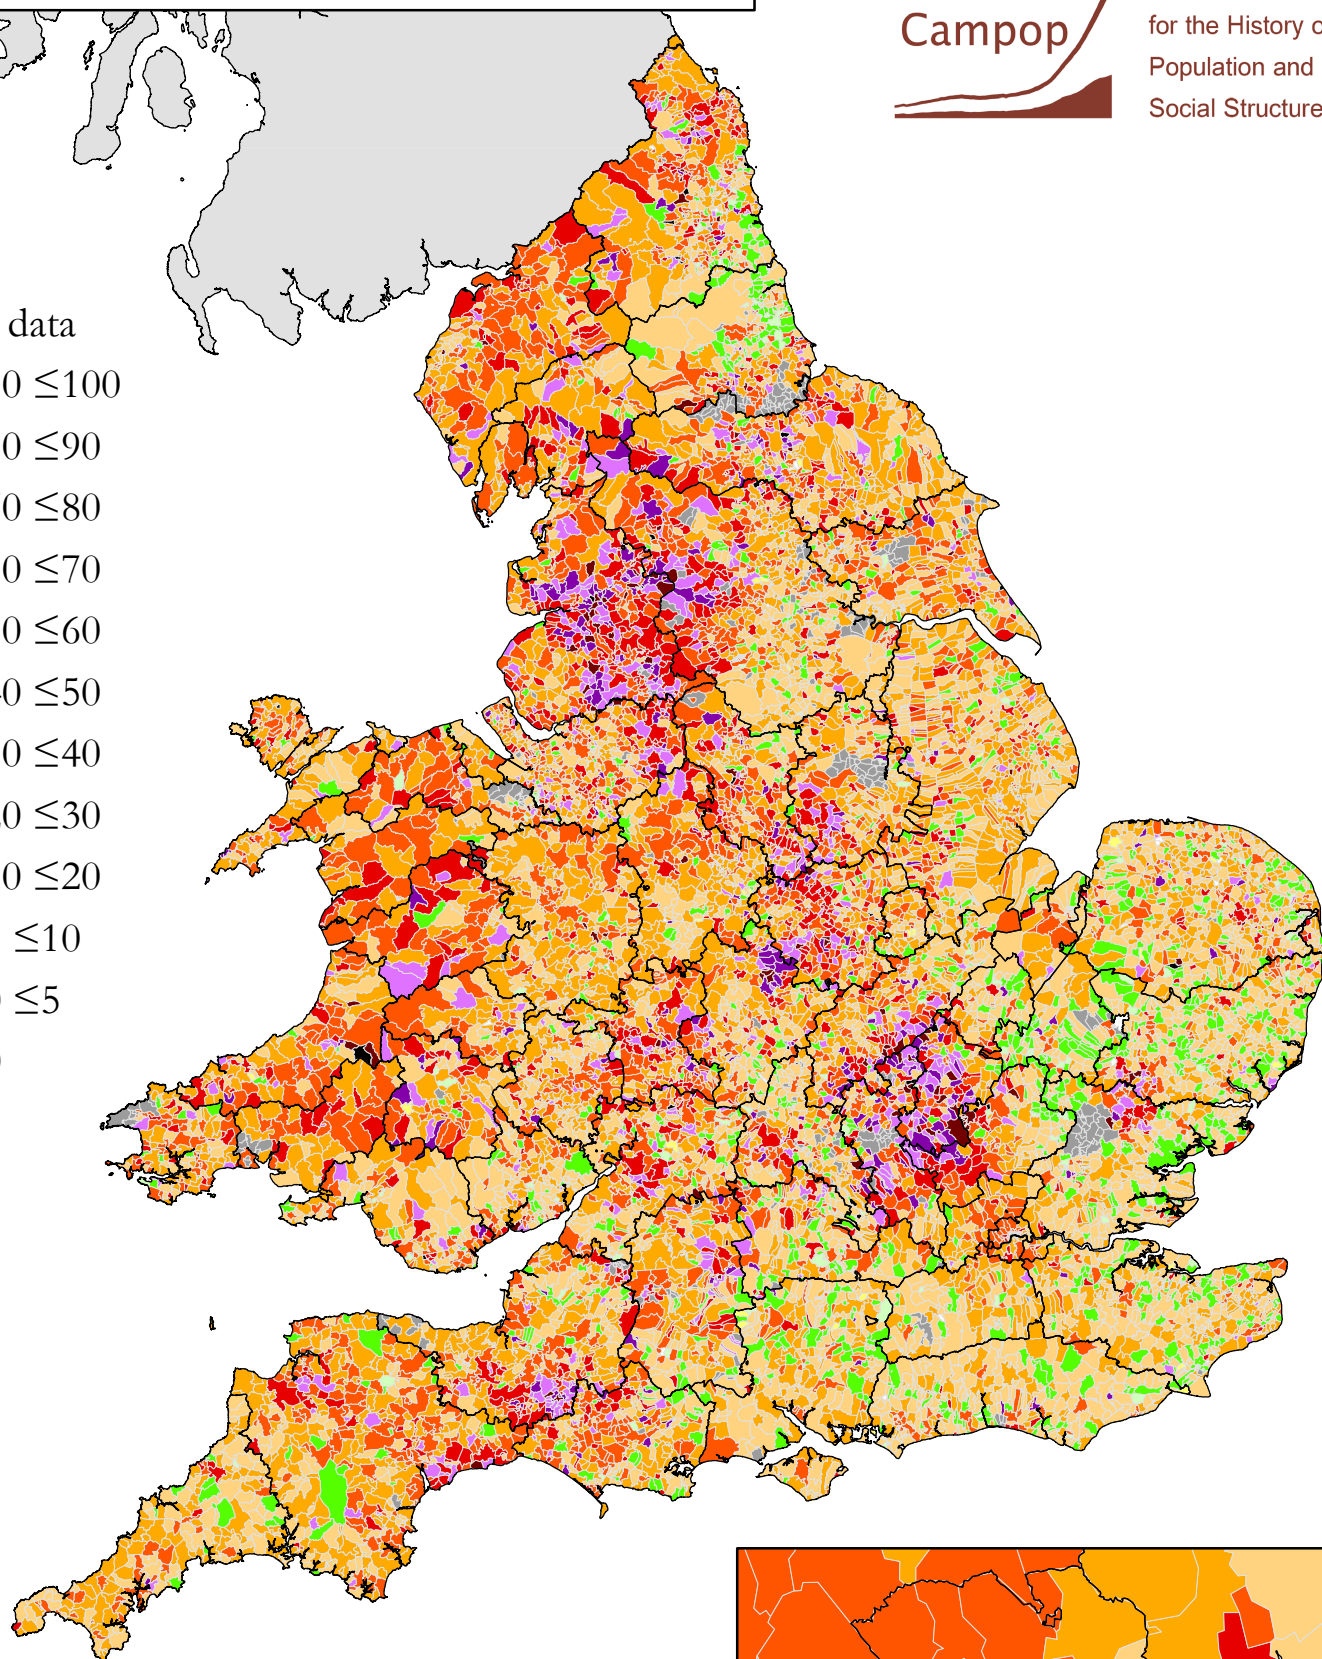 Campop
for the History o
Population and
Social Structure
data
0 ≤100
0 ≤90
0 ≤80
0 ≤70
0 ≤60
0 ≤50
0 ≤40
0 ≤30
0 ≤20
≤10
≤5